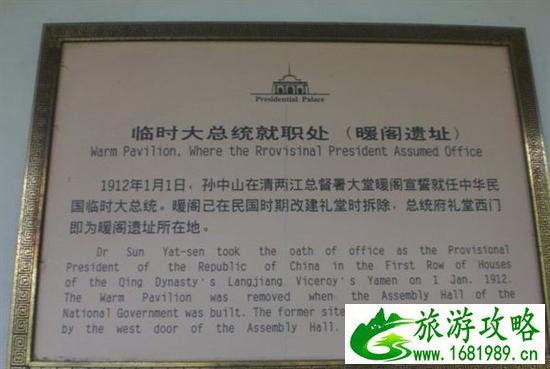 Presidential Palace
临时大总统就职处 (暖阁遗址)
Warm Pavilion, Where the Rrovisinal President Assumed Office
1912年1月1日，孙中山在清两江总督署大堂暖阁宣誓就任中华民
国临时大总统。暖阁已在民国时期改建礼堂时拆除，总统府礼堂西门
即为暖阁遗址所在地。
Dr Sun Yat-sen took the oath of office as the Provisional
President of the Republic of China in the First Row of Houses
of the Qing Dynasty's Langjiang Viceroy's Yamen on 1 Jan. 1912.
The Warm Pavilion was removed when the Assembly Hall of the
National Government was built. The former site
by the west door of the Assembly Hall.
旅游攻略
www.1681989.cn